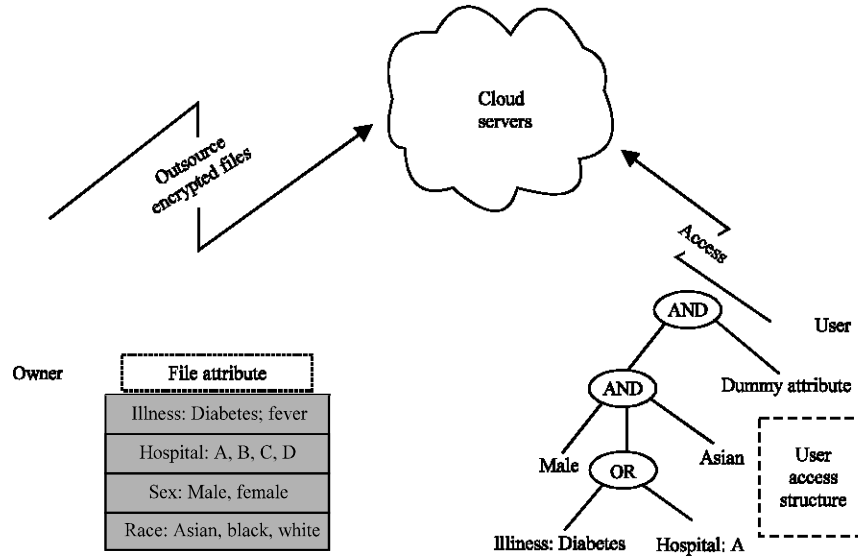 Cloud
servers
Outsource
encrypted files
Access
AND
User
Owner
File attribute
AND
Dummy attribute
Illness: Diabetes; fever
Hospital: A, B, C, D
Male
OR
Asian
User
access
structure
Sex: Male, female
Race: Asian, black, white
Illiness: Diabetes
Hospital: A